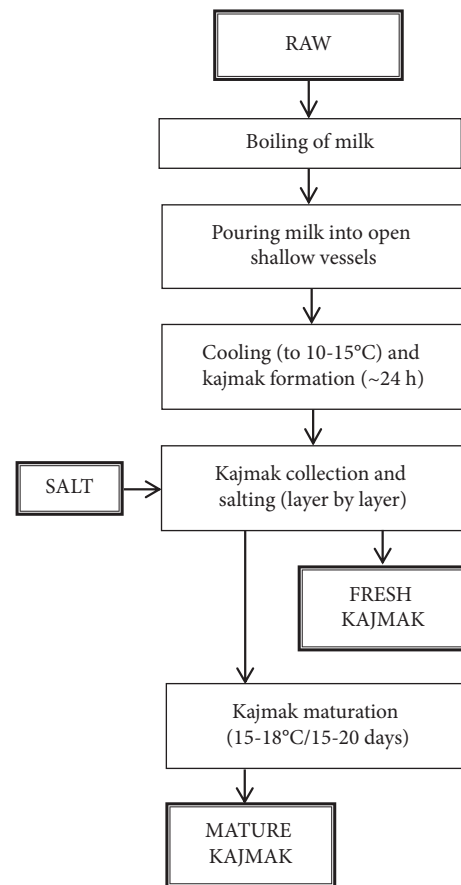 RAW
Boiling of milk
Pouring milk into open
shallow vessels
Cooling (to 10-15°C) and
kajmak formation (~24 h)
SALT
Kajmak collection and
salting (layer by layer)
FRESH
KAJMAK
Kajmak maturation
(15-18°C/15-20 days)
MATURE
KAJMAK